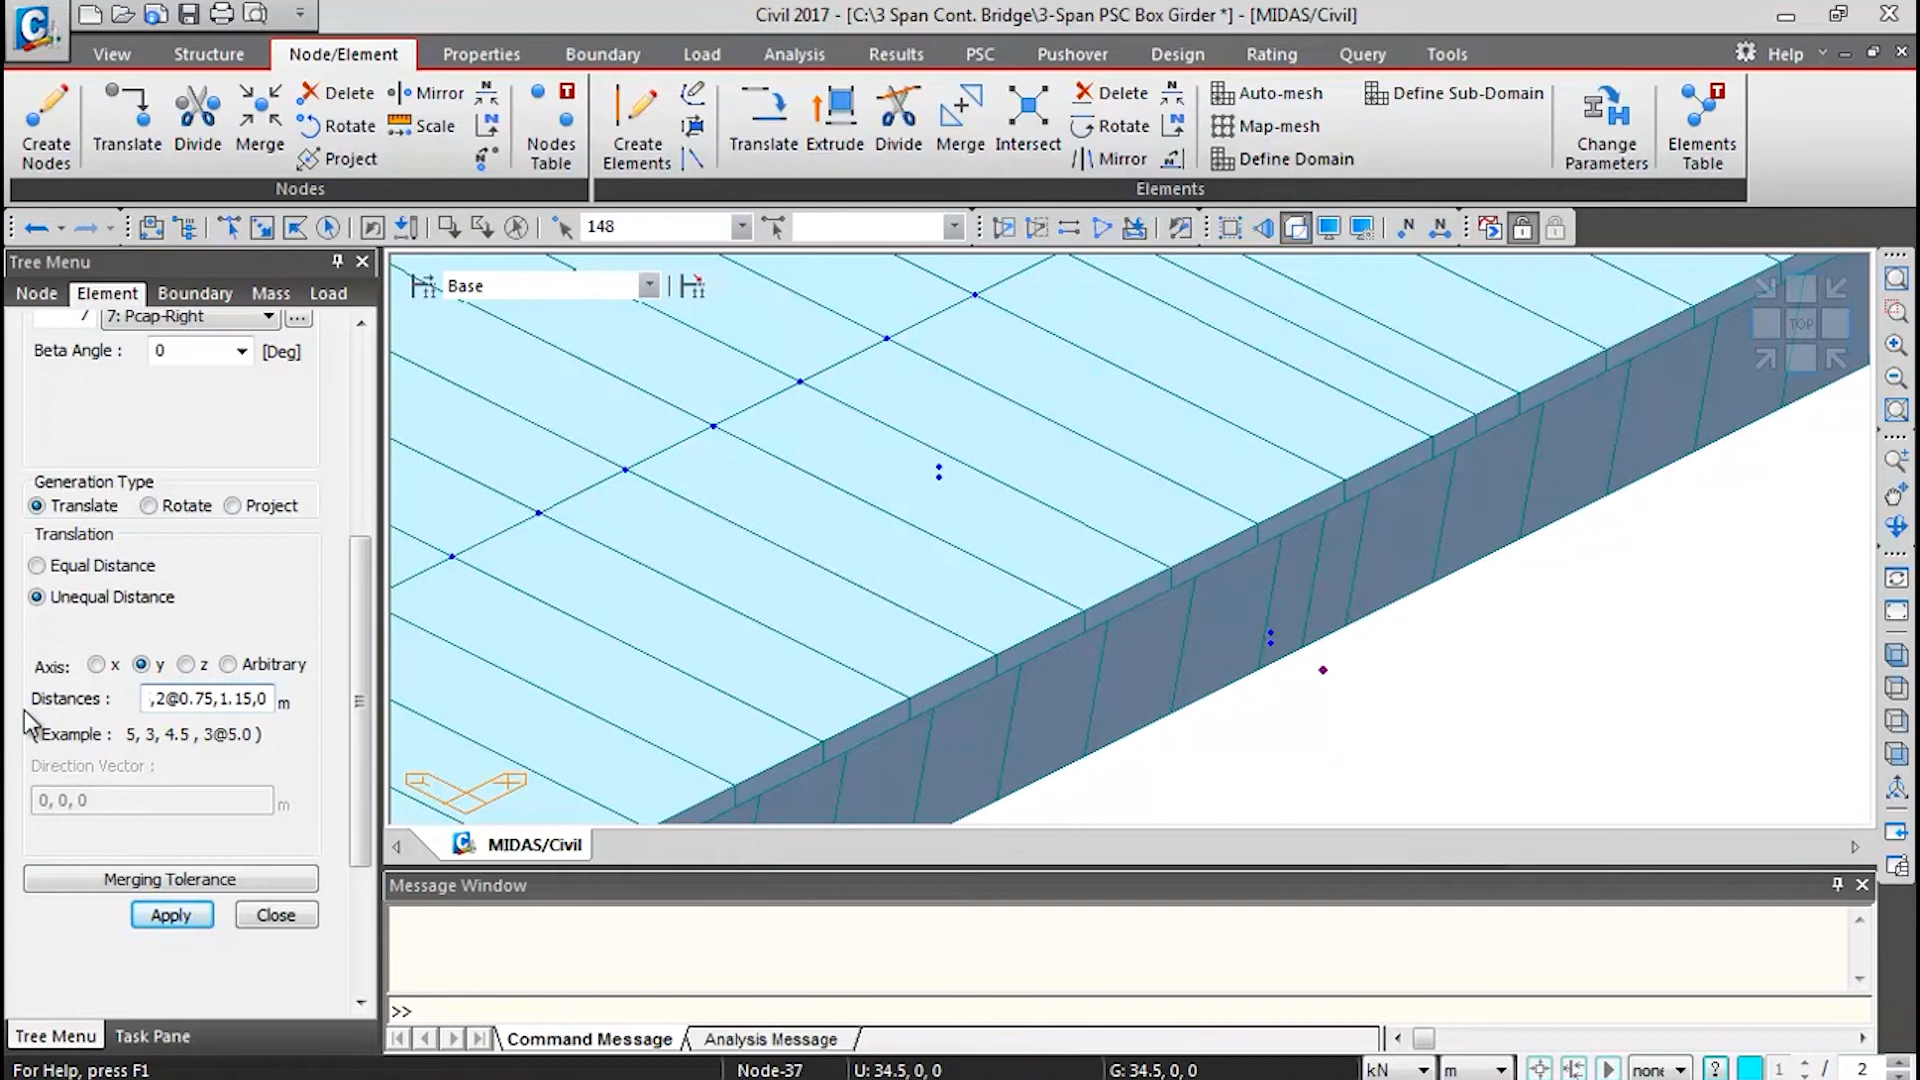 Civil 2017 - [C:\3 Span Cont. Bridge\3-Span PSC Box Girder *] - [MIDAS/Civil]
View Structure Node/Element Properties Boundary Load Analysis Results PSC Pushover Design Rating Query Tools Help
Create Nodes Translate Divide Merge Delete Rotate Project Mirror Scale Nodes Table
Create Elements Translate Extrude Divide Merge Intersect Delete Rotate Mirror
Auto-mesh Map-mesh Define Domain Define Sub-Domain
Change Parameters Elements Table
Nodes Elements
148
Tree Menu
Node Element Boundary Mass Load
7 7: Pcap-Right ...
Beta Angle : 0 [Deg]
Generation Type
Translate Rotate Project
Translation
Equal Distance
Unequal Distance
Axis: x y z Arbitrary
Distances : ,2@0.75,1.15,0 m
(Example : 5, 3, 4.5 , 3@5.0 )
Direction Vector :
0, 0, 0 m
Merging Tolerance
Apply Close
Tree Menu Task Pane
Base
TOP
MIDAS/Civil
Message Window
>>
Command Message Analysis Message
For Help, press F1 Node-37 U: 34.5, 0, 0 G: 34.5, 0, 0 kN m none ? 1 / 2